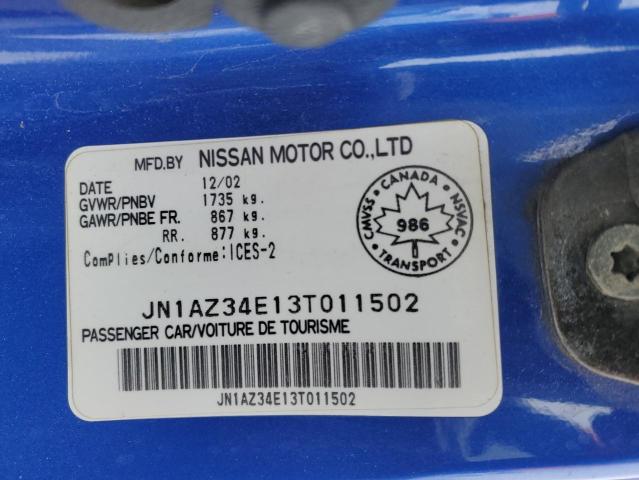 MFD.BY NISSAN MOTOR CO.,LTD
DATE 12/02
GVWR/PNBV 1735 kg.
GAWR/PNBE FR. 867 kg.
RR. 877 kg.
ComPlies/Conforme:ICES-2
CMVSS • CANADA • NSVAC • TRANSPORT •
986
JN1AZ34E13T011502
PASSENGER CAR/VOITURE DE TOURISME
JN1AZ34E13T011502